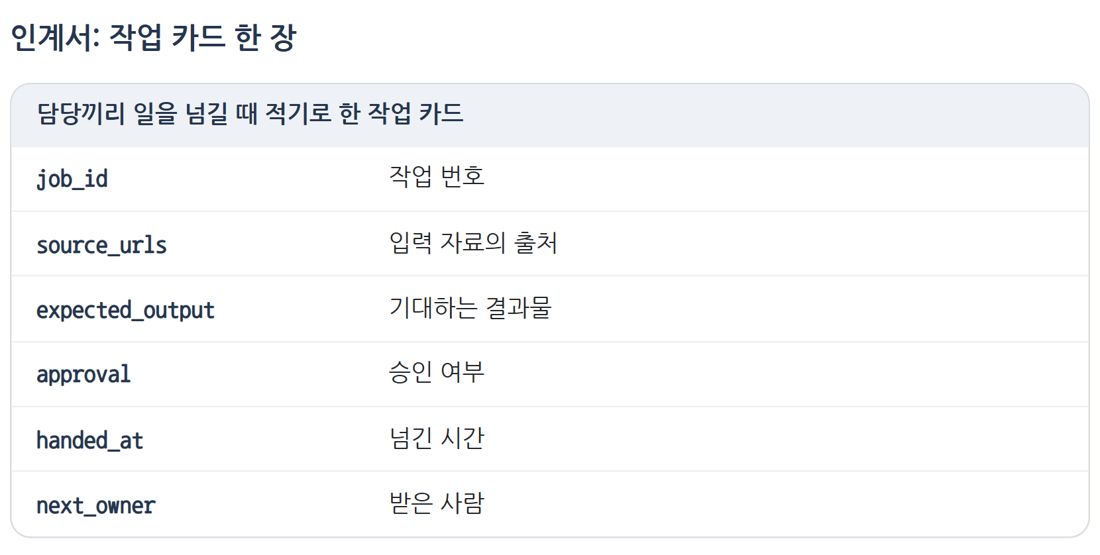 인계서: 작업 카드 한 장
담당끼리 일을 넘길 때 적기로 한 작업 카드
job_id 작업 번호
source_urls 입력 자료의 출처
expected_output 기대하는 결과물
approval 승인 여부
handed_at 넘긴 시간
next_owner 받은 사람